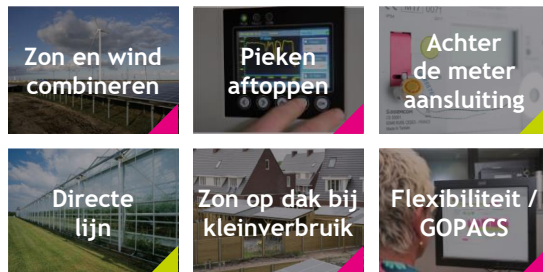 Zon en wind
combineren
Pieken
aftoppen
Achter
de meter
aansluiting
Directe
lijn
Zon op dak bij
kleinverbruik
Flexibiliteit /
GOPACS